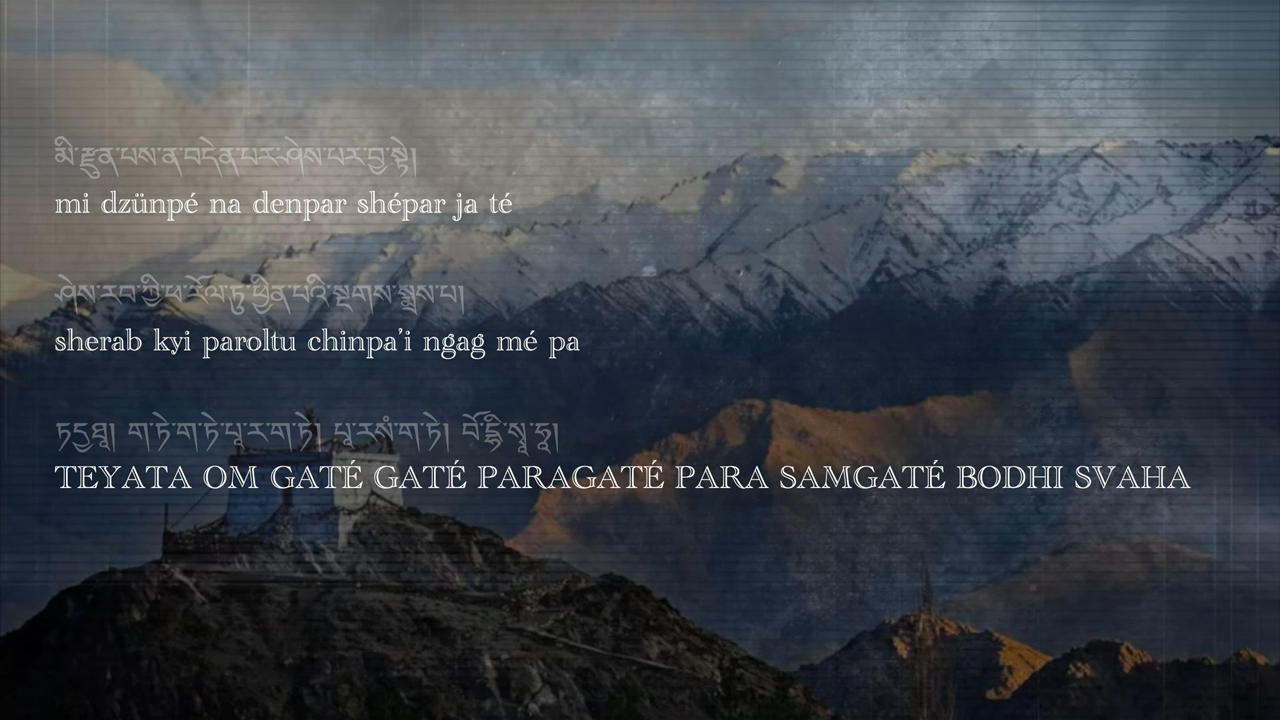 མི་རྫུན་པས་ན་བདེན་པར་ཤེས་པར་བྱ་སྟེ།
mi dzünpé na denpar shépar ja té
ཤེས་རབ་ཀྱི་ཕ་རོལ་ཏུ་ཕྱིན་པའི་སྔགས་སྨྲས་པ།
sherab kyi paroltu chinpa’i ngag mé pa
ཏདྱཐཱ། ག་ཏེ་ག་ཏེ་པཱ་ར་ག་ཏེ། པཱ་ར་སཾ་ག་ཏེ། བོ་དྷི་སྭཱ་ཧཱ།
TEYATA OM GATÉ GATÉ PARAGATÉ PARA SAMGATÉ BODHI SVAHA